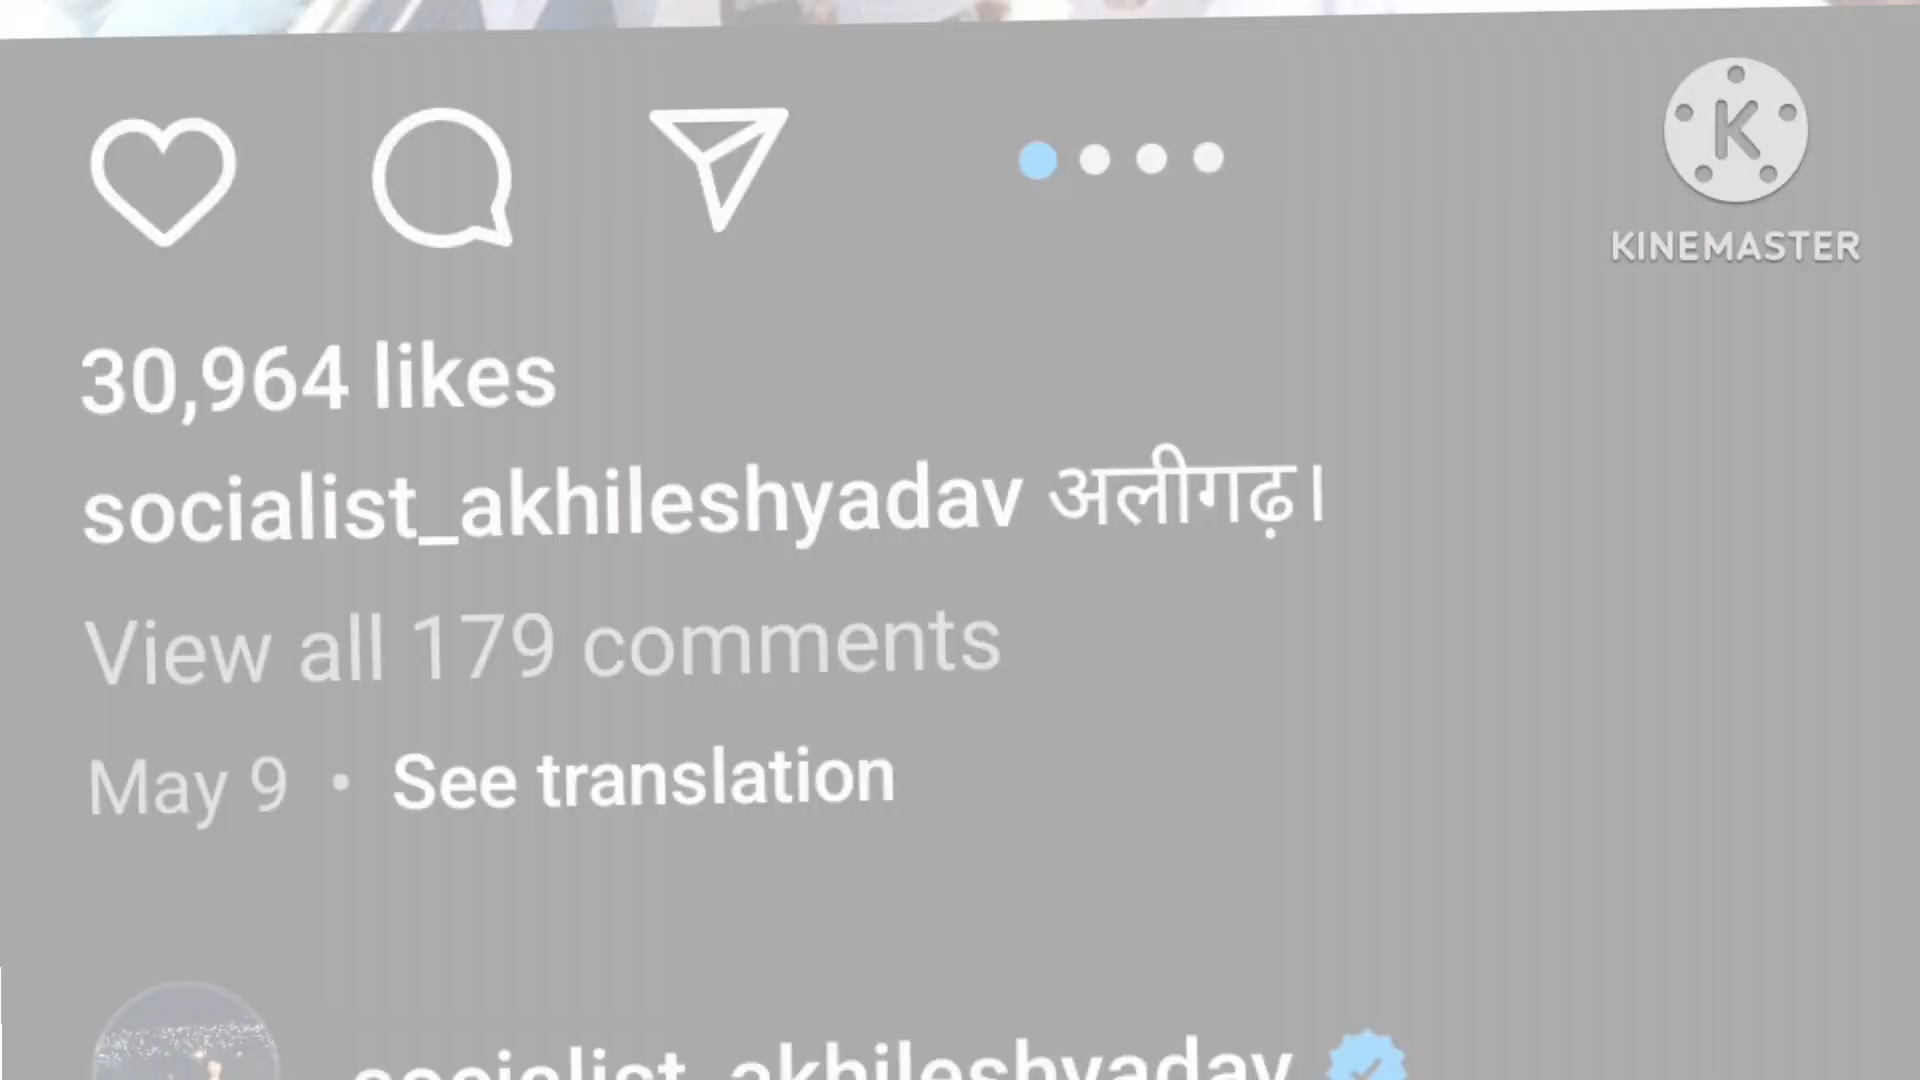 K
KINEMASTER
30,964 likes
socialist_akhileshyadav अलीगढ़।
View all 179 comments
May 9 • See translation
socialist_akhileshyadav